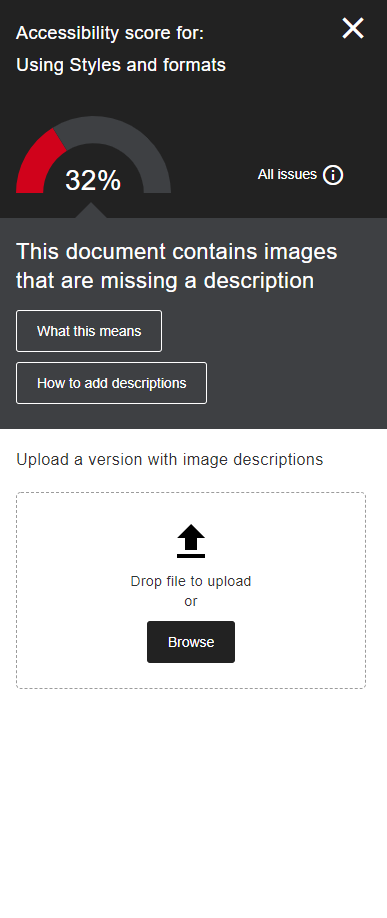 Accessibility score for:
Using Styles and formats
32%
All issues
This document contains images
that are missing a description
What this means
How to add descriptions
Upload a version with image descriptions
Drop file to upload
or
Browse